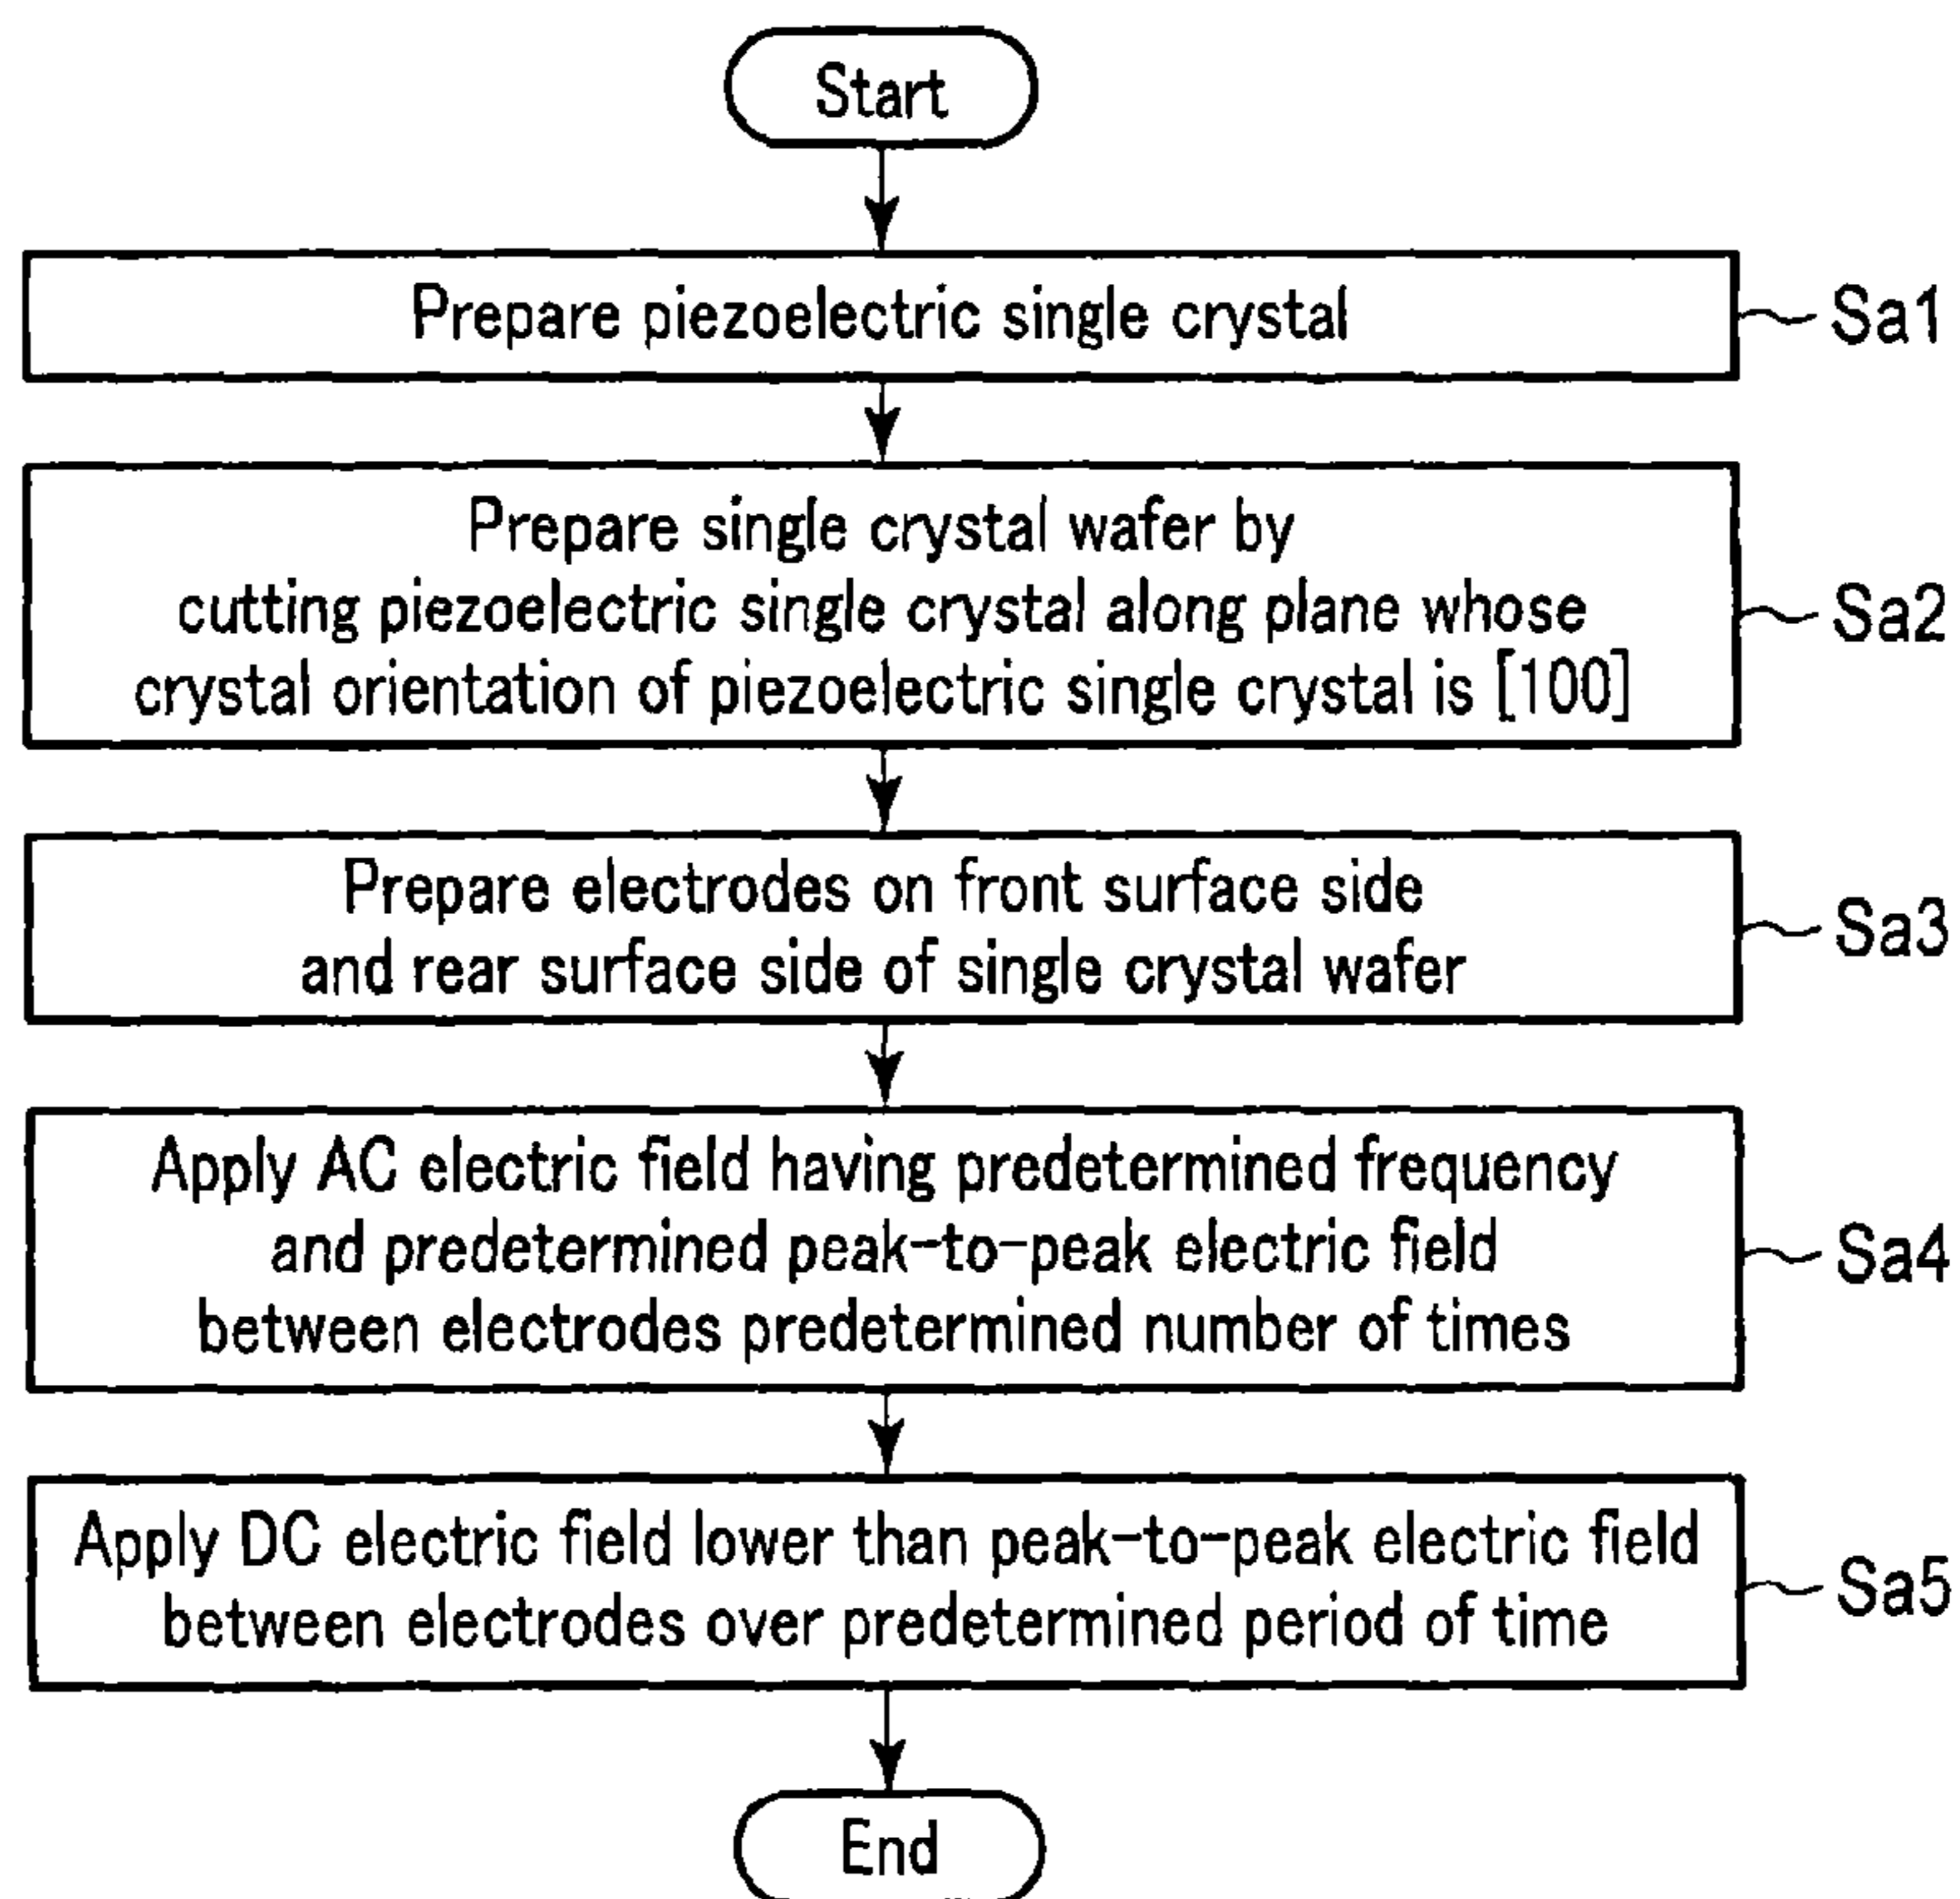 Start
Prepare piezoelectric single crystal
Sa1
Prepare single crystal wafer by
cutting piezoelectric single crystal along plane whose
crystal orientation of piezoelectric single crystal is [100]
Sa2
Prepare electrodes on front surface side
and rear surface side of single crystal wafer
Sa3
Apply AC electric field having predetermined frequency
and predetermined peak-to-peak electric field
between electrodes predetermined number of times
Sa4
Apply DC electric field lower than peak-to-peak electric field
between electrodes over predetermined period of time
Sa5
End